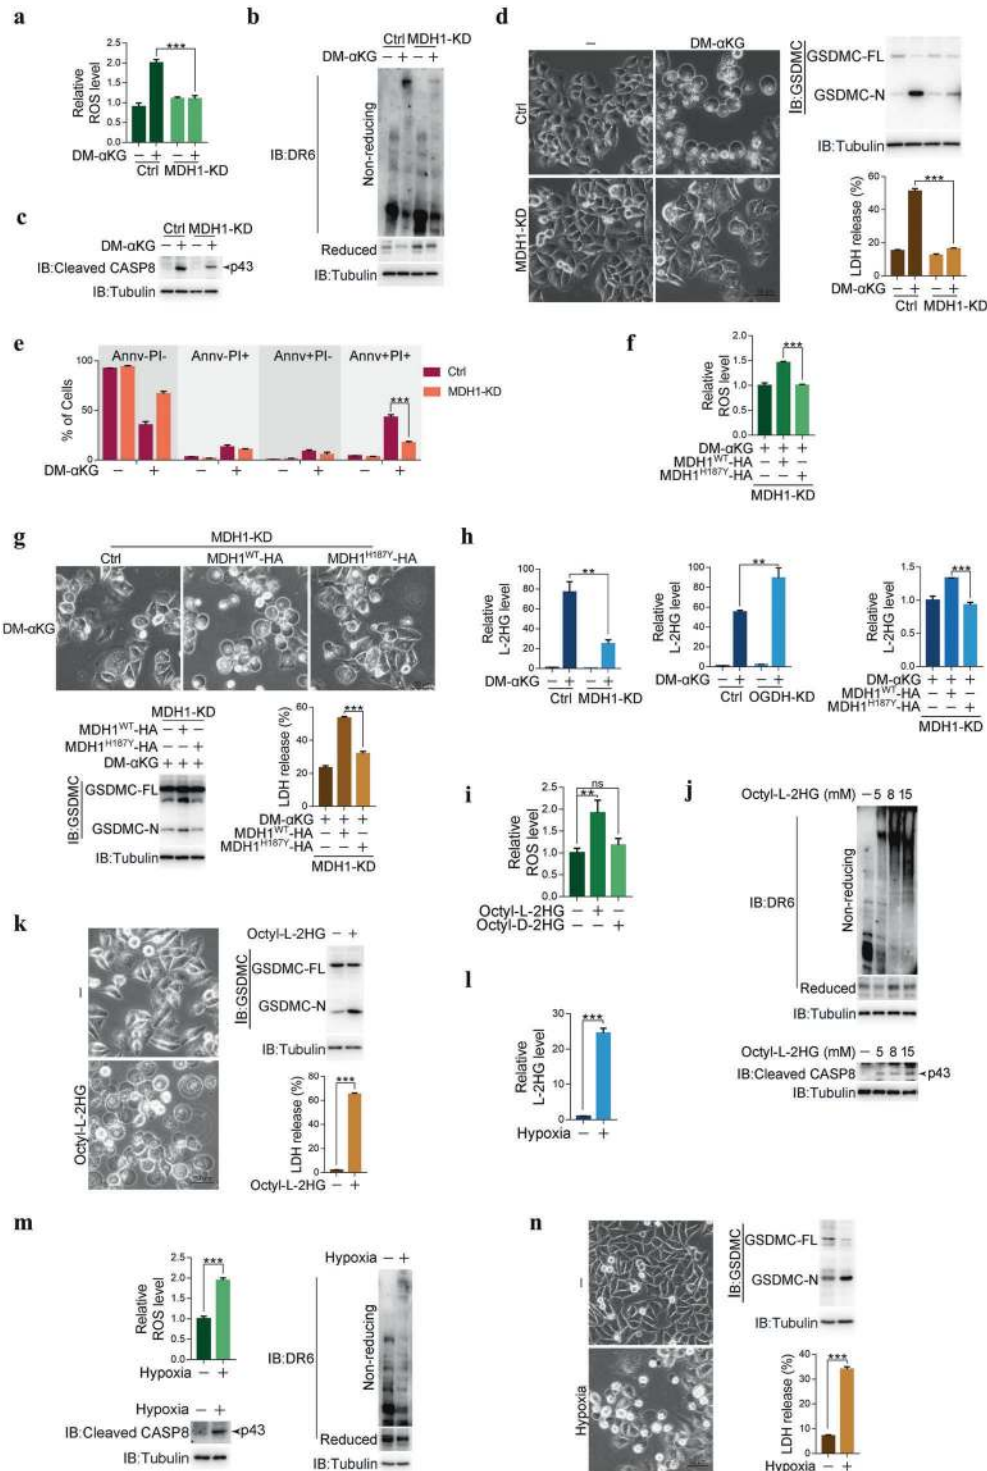 a
Relative
ROS level
2.5
2.0
1.5
1.0
0.5
0.0
***
DM-αKG − + − +
Ctrl MDH1-KD
b
Ctrl MDH1-KD
DM-αKG − + − +
IB:DR6
Non-reducing
Reduced
IB:Tubulin
c
Ctrl MDH1-KD
DM-αKG − + − +
IB:Cleaved CASP8
p43
IB:Tubulin
d
− DM-αKG
Ctrl
MDH1-KD
IB:GSDMC
GSDMC-FL
GSDMC-N
IB:Tubulin
LDH release (%)
60
40
20
0
***
DM-αKG − + − +
Ctrl MDH1-KD
e
Annv-PI- Annv-PI+ Annv+PI- Annv+PI+
% of Cells
100
50
0
***
Ctrl
MDH1-KD
DM-αKG − + − + − + − +
f
Relative
ROS level
2.0
1.5
1.0
0.5
0.0
***
DM-αKG + + +
MDH1WT-HA − + −
MDH1H187Y-HA − − +
MDH1-KD
g
MDH1-KD
Ctrl MDH1WT-HA MDH1H187Y-HA
DM-αKG
MDH1-KD
MDH1WT-HA − + −
MDH1H187Y-HA − − +
DM-αKG + + +
IB:GSDMC
GSDMC-FL
GSDMC-N
IB:Tubulin
LDH release (%)
60
40
20
0
***
DM-αKG + + +
MDH1WT-HA − + −
MDH1H187Y-HA − − +
MDH1-KD
h
Relative
L-2HG level
100
80
60
40
20
0
**
DM-αKG − + − +
Ctrl MDH1-KD
Relative
L-2HG level
100
80
60
40
20
0
**
DM-αKG − + − +
Ctrl OGDH-KD
Relative
L-2HG level
1.5
1.0
0.5
0.0
***
DM-αKG + + +
MDH1WT-HA − + −
MDH1H187Y-HA − − +
MDH1-KD
i
Relative
ROS level
2.5
2.0
1.5
1.0
0.5
0.0
ns
**
Octyl-L-2HG − + −
Octyl-D-2HG − − +
j
Octyl-L-2HG (mM) − 5 8 15
IB:DR6
Non-reducing
Reduced
IB:Tubulin
Octyl-L-2HG (mM) − 5 8 15
IB:Cleaved CASP8
p43
IB:Tubulin
k
−
Octyl-L-2HG
Octyl-L-2HG − +
IB:GSDMC
GSDMC-FL
GSDMC-N
IB:Tubulin
LDH release (%)
80
60
40
20
0
***
Octyl-L-2HG − +
l
Relative
L-2HG level
30
20
10
0
***
Hypoxia − +
m
Relative
ROS level
2.5
2.0
1.5
1.0
0.5
0.0
***
Hypoxia − +
Hypoxia − +
IB:Cleaved CASP8
p43
IB:Tubulin
Hypoxia − +
IB:DR6
Non-reducing
Reduced
IB:Tubulin
n
−
Hypoxia
IB:GSDMC
GSDMC-FL
GSDMC-N
IB:Tubulin
LDH release (%)
40
30
20
10
0
***
Hypoxia − +